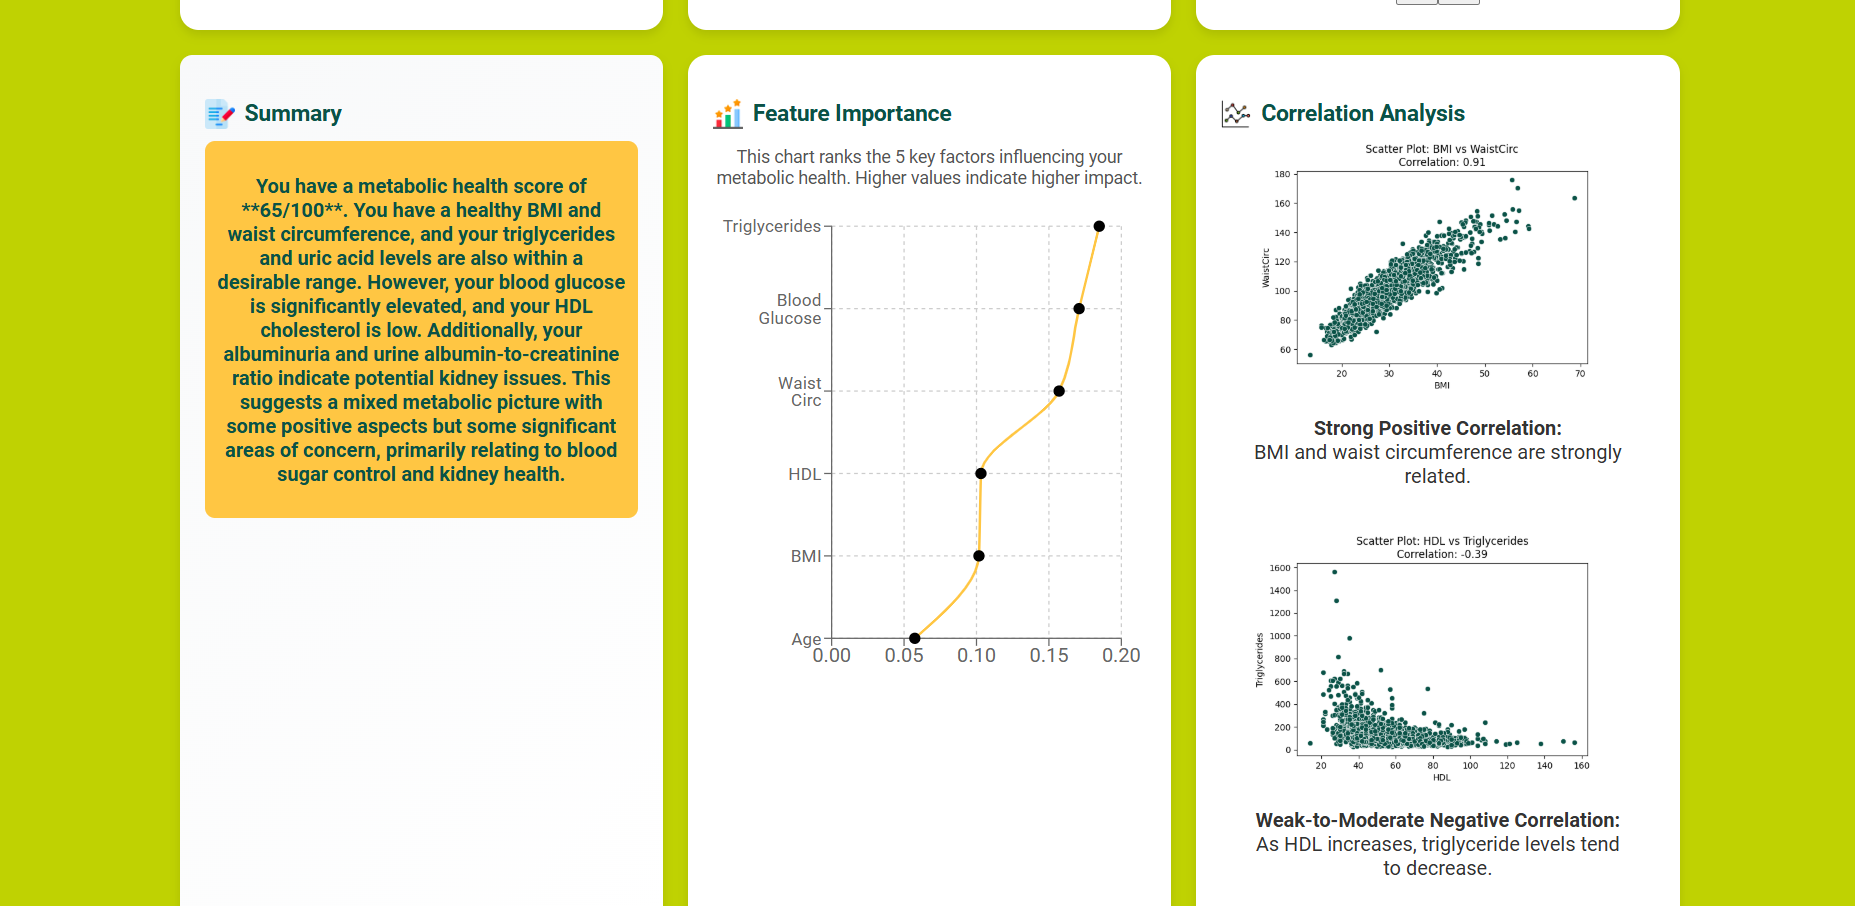 Summary
You have a metabolic health score of
**65/100**. You have a healthy BMI and
waist circumference, and your triglycerides
and uric acid levels are also within a
desirable range. However, your blood glucose
is significantly elevated, and your HDL
cholesterol is low. Additionally, your
albuminuria and urine albumin-to-creatinine
ratio indicate potential kidney issues. This
suggests a mixed metabolic picture with
some positive aspects but some significant
areas of concern, primarily relating to blood
sugar control and kidney health.
Feature Importance
This chart ranks the 5 key factors influencing your
metabolic health. Higher values indicate higher impact.
Triglycerides
Blood
Glucose
Waist
Circ
HDL
BMI
Age
0.00 0.05 0.10 0.15 0.20
Correlation Analysis
Scatter Plot: BMI vs WaistCirc
Correlation: 0.91
180
160
140
120
100
80
60
WaistCirc
20 30 40 50 60 70
BMI
Strong Positive Correlation:
BMI and waist circumference are strongly
related.
Scatter Plot: HDL vs Triglycerides
Correlation: -0.39
1600
1400
1200
1000
800
600
400
200
0
Triglycerides
20 40 60 80 100 120 140 160
HDL
Weak-to-Moderate Negative Correlation:
As HDL increases, triglyceride levels tend
to decrease.